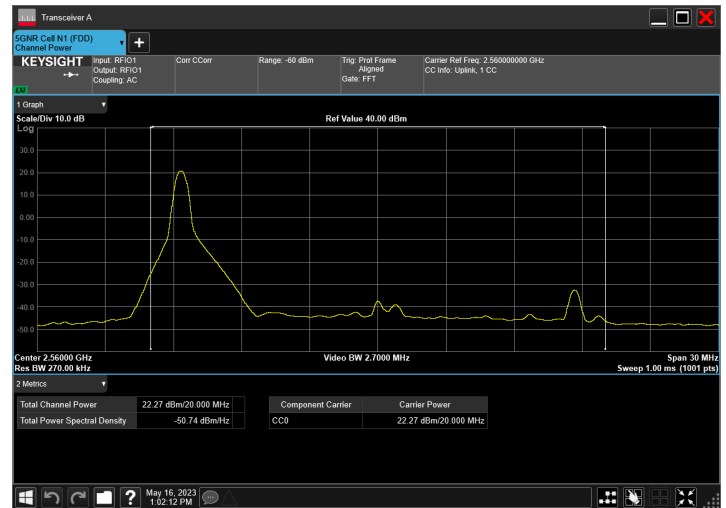 Transceiver A
5GNR Cell N1 (FDD)
Channel Power
KEYSIGHT
LXI
Input: RFIO1
Output: RFIO1
Coupling: AC
Corr CCorr
Range: -60 dBm
Trig: Prot Frame
Aligned
Gate: FFT
Carrier Ref Freq: 2.560000000 GHz
CC Info: Uplink, 1 CC
1 Graph
Scale/Div 10.0 dB
Ref Value 40.00 dBm
Log
30.0
20.0
10.0
0.00
-10.0
-20.0
-30.0
-40.0
-50.0
Center 2.56000 GHz
Video BW 2.7000 MHz
Span 30 MHz
Res BW 270.00 kHz
Sweep 1.00 ms (1001 pts)
2 Metrics
Total Channel Power 22.27 dBm/20.000 MHz
Total Power Spectral Density -50.74 dBm/Hz
Component Carrier Carrier Power
CC0 22.27 dBm/20.000 MHz
?
May 16, 2023
1:02:12 PM